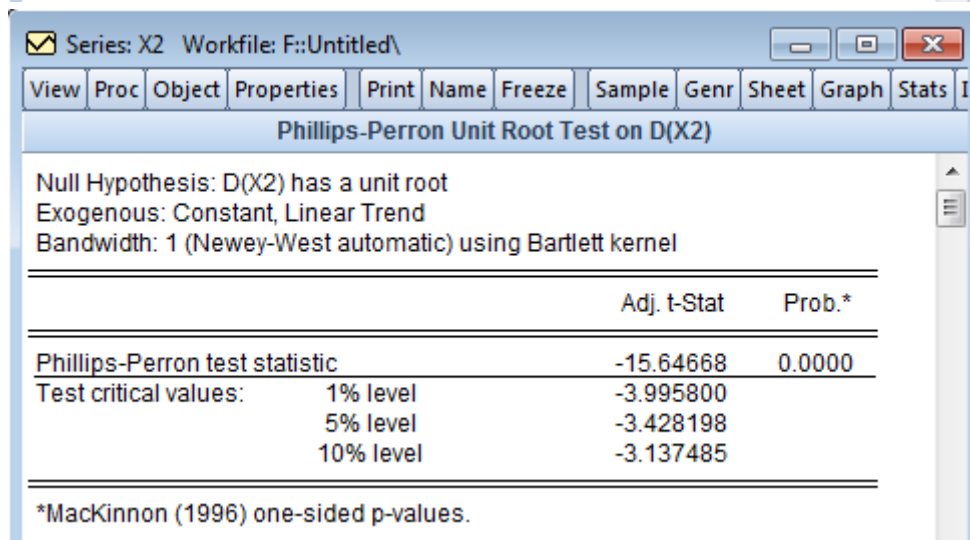 Series: X2 Workfile: F::Untitled\
View Proc Object Properties Print Name Freeze Sample Genr Sheet Graph Stats
Phillips-Perron Unit Root Test on D(X2)
Null Hypothesis: D(X2) has a unit root
Exogenous: Constant, Linear Trend
Bandwidth: 1 (Newey-West automatic) using Bartlett kernel
Adj. t-Stat Prob.*
Phillips-Perron test statistic -15.64668 0.0000
Test critical values: 1% level -3.995800
5% level -3.428198
10% level -3.137485
*MacKinnon (1996) one-sided p-values.